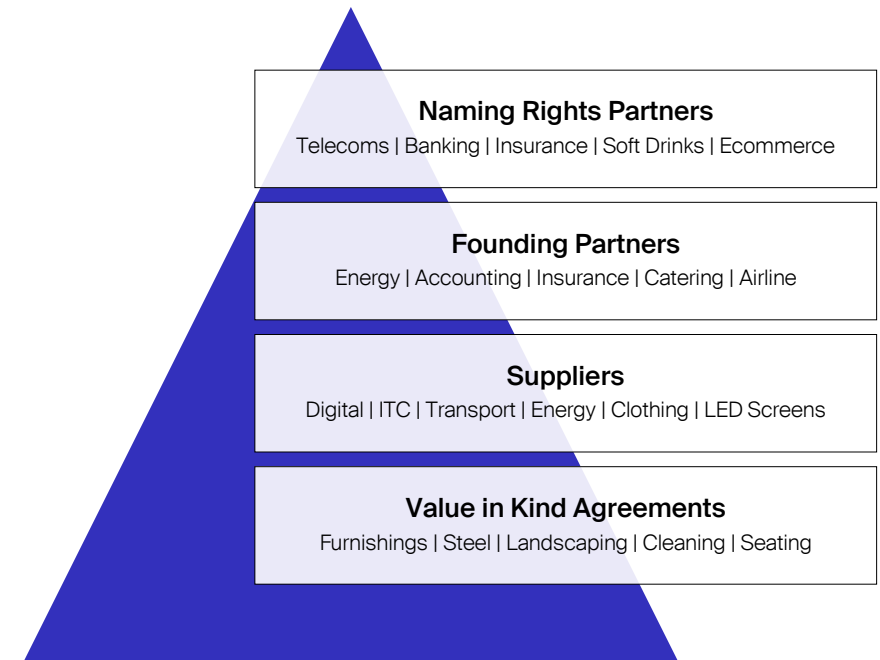 Naming Rights Partners
Telecoms | Banking | Insurance | Soft Drinks | Ecommerce
Founding Partners
Energy | Accounting | Insurance | Catering | Airline
Suppliers
Digital | ITC | Transport | Energy | Clothing | LED Screens
Value in Kind Agreements
Furnishings | Steel | Landscaping | Cleaning | Seating